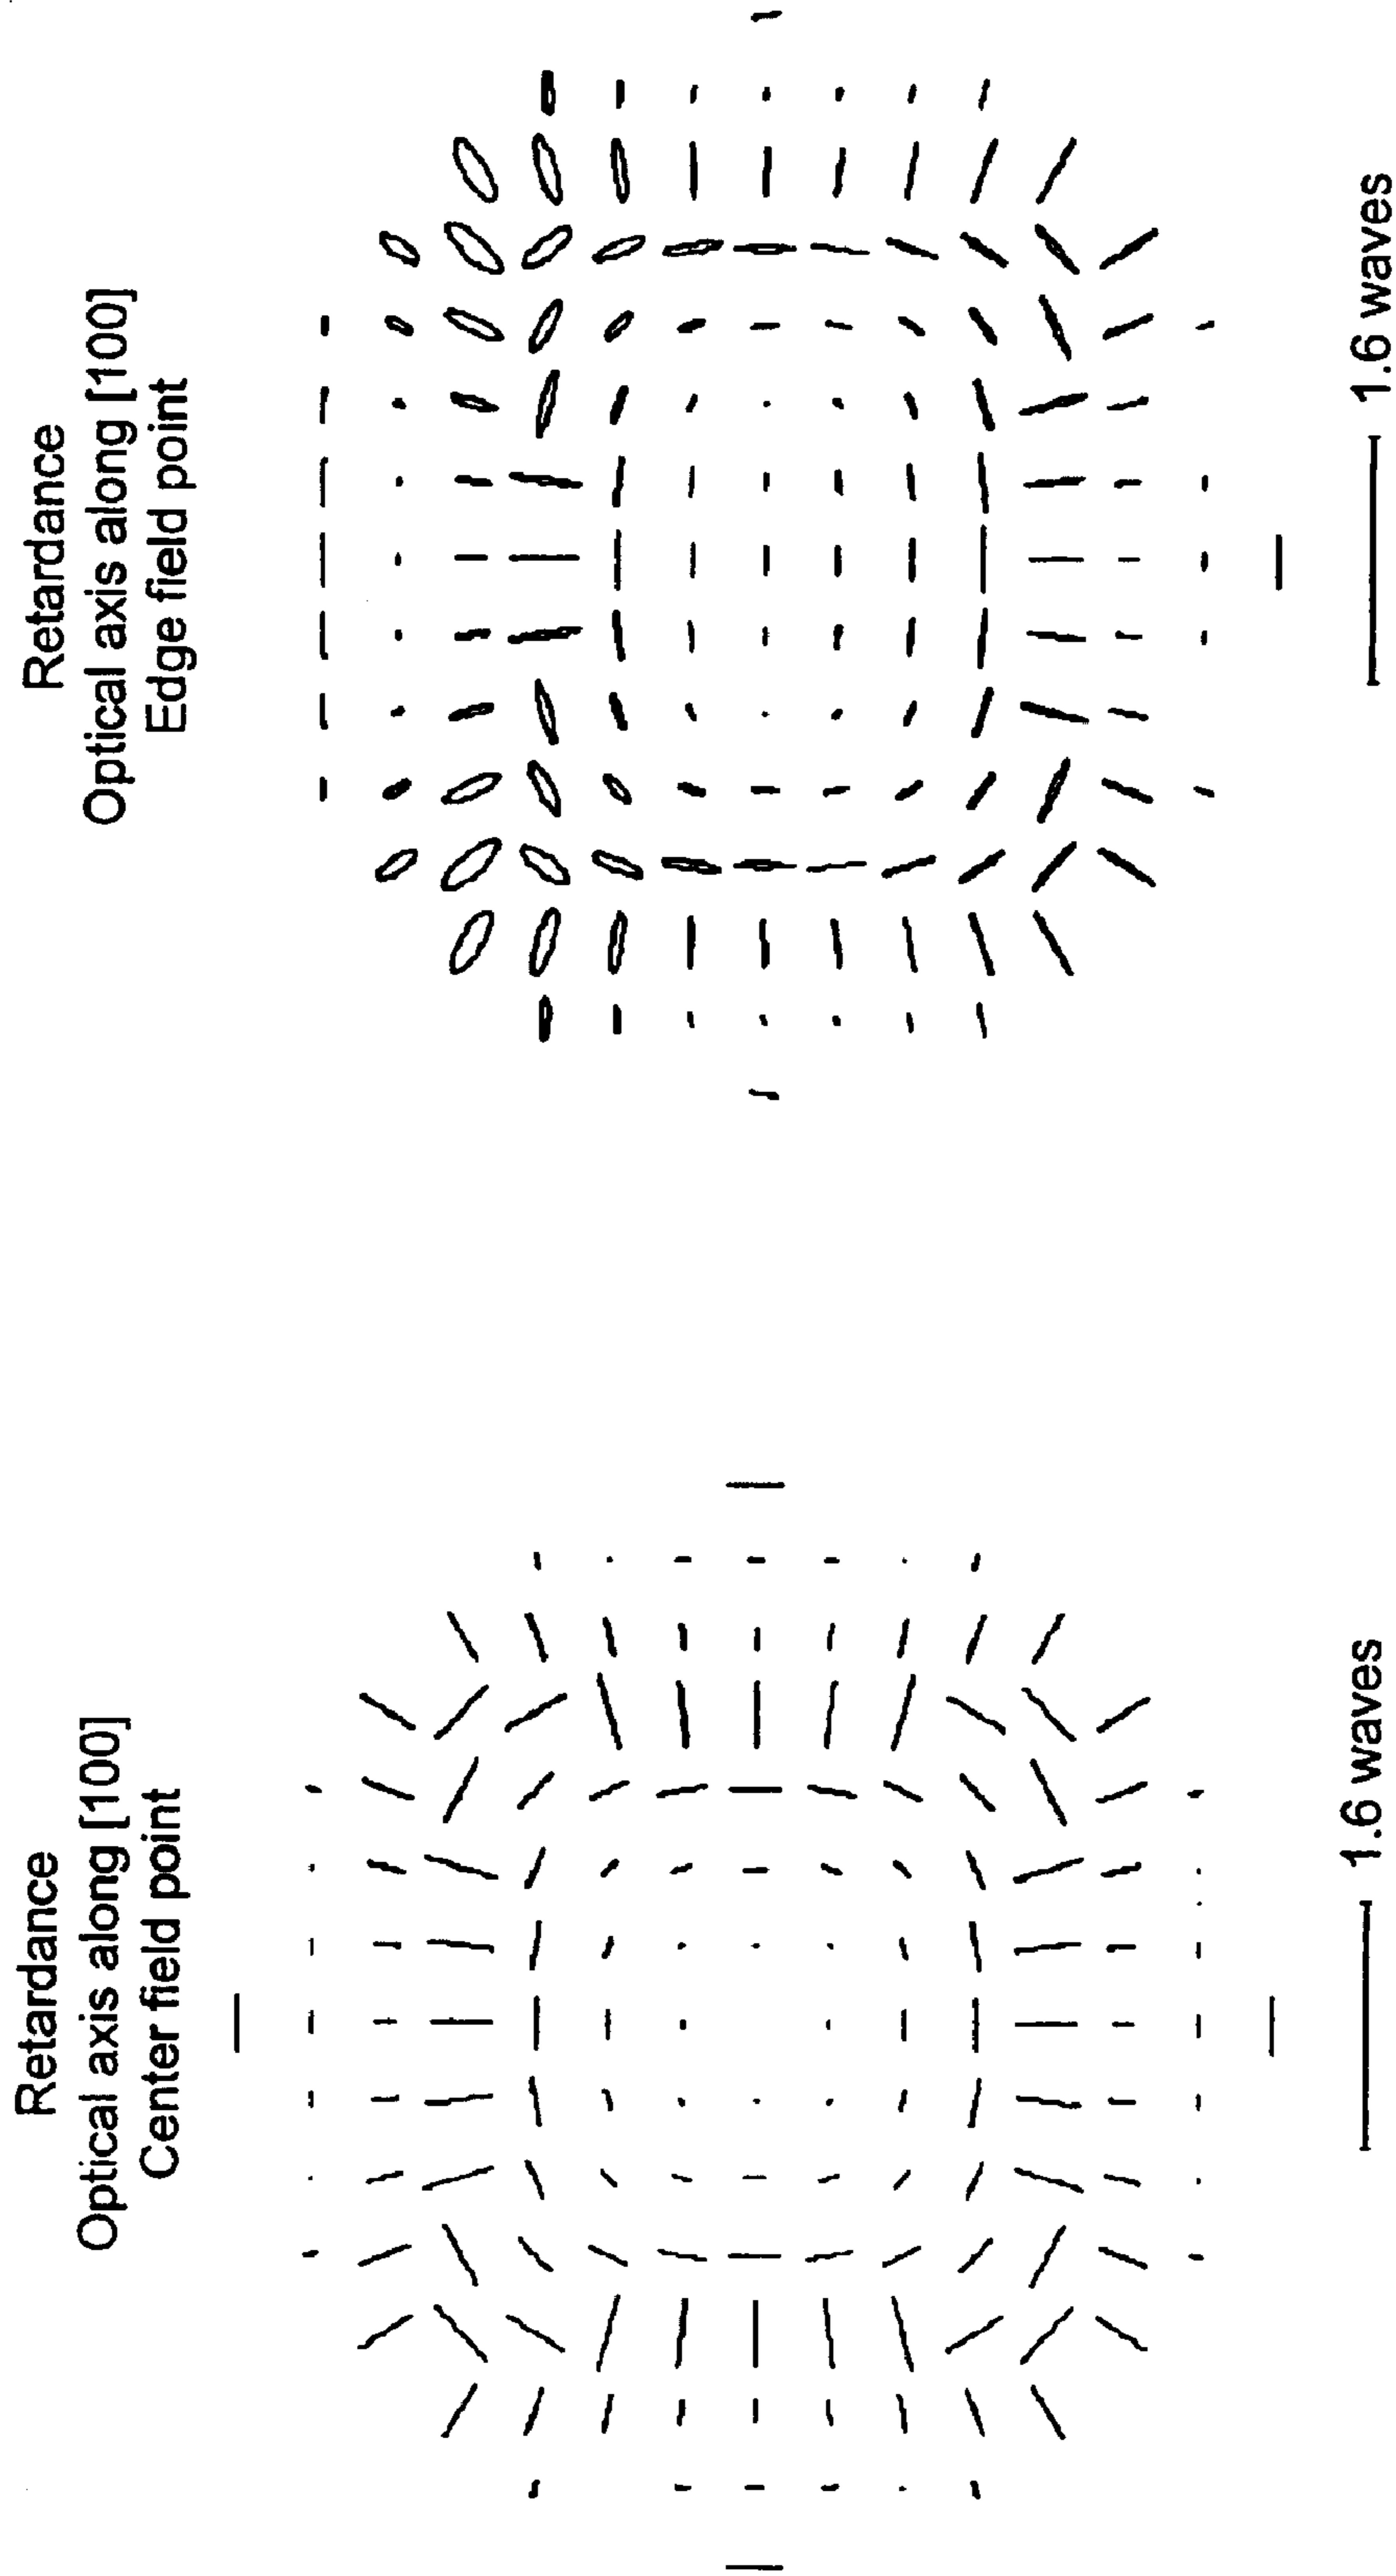 Retardance
Optical axis along [100]
Center field point
1.6 waves
Retardance
Optical axis along [100]
Edge field point
1.6 waves